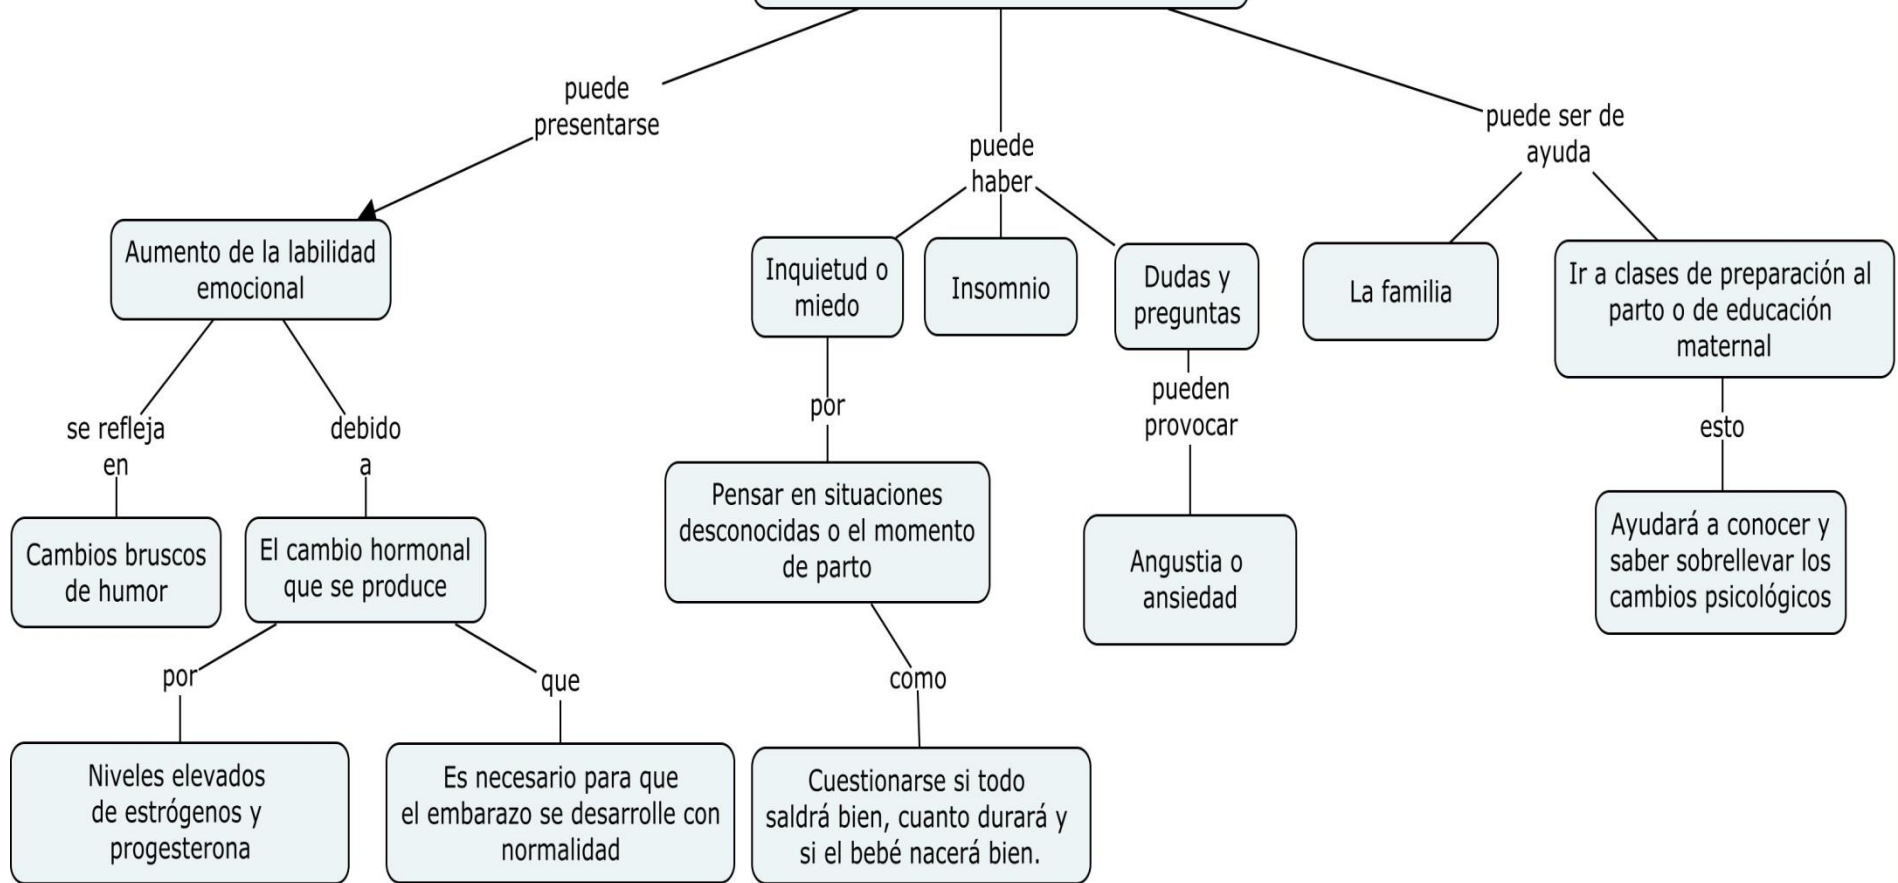 puede
presentarse
puede
haber
puede ser de
ayuda
Aumento de la labilidad
emocional
Inquietud o
miedo
Insomnio
Dudas y
preguntas
La familia
Ir a clases de preparación al
parto o de educación
maternal
se refleja
en
debido
a
por
pueden
provocar
esto
Cambios bruscos
de humor
El cambio hormonal
que se produce
Pensar en situaciones
desconocidas o el momento
de parto
Angustia o
ansiedad
Ayudará a conocer y
saber sobrellevar los
cambios psicológicos
por
que
como
Niveles elevados
de estrógenos y
progesterona
Es necesario para que
el embarazo se desarrolle con
normalidad
Cuestionarse si todo
saldrá bien, cuanto durará y
si el bebé nacerá bien.